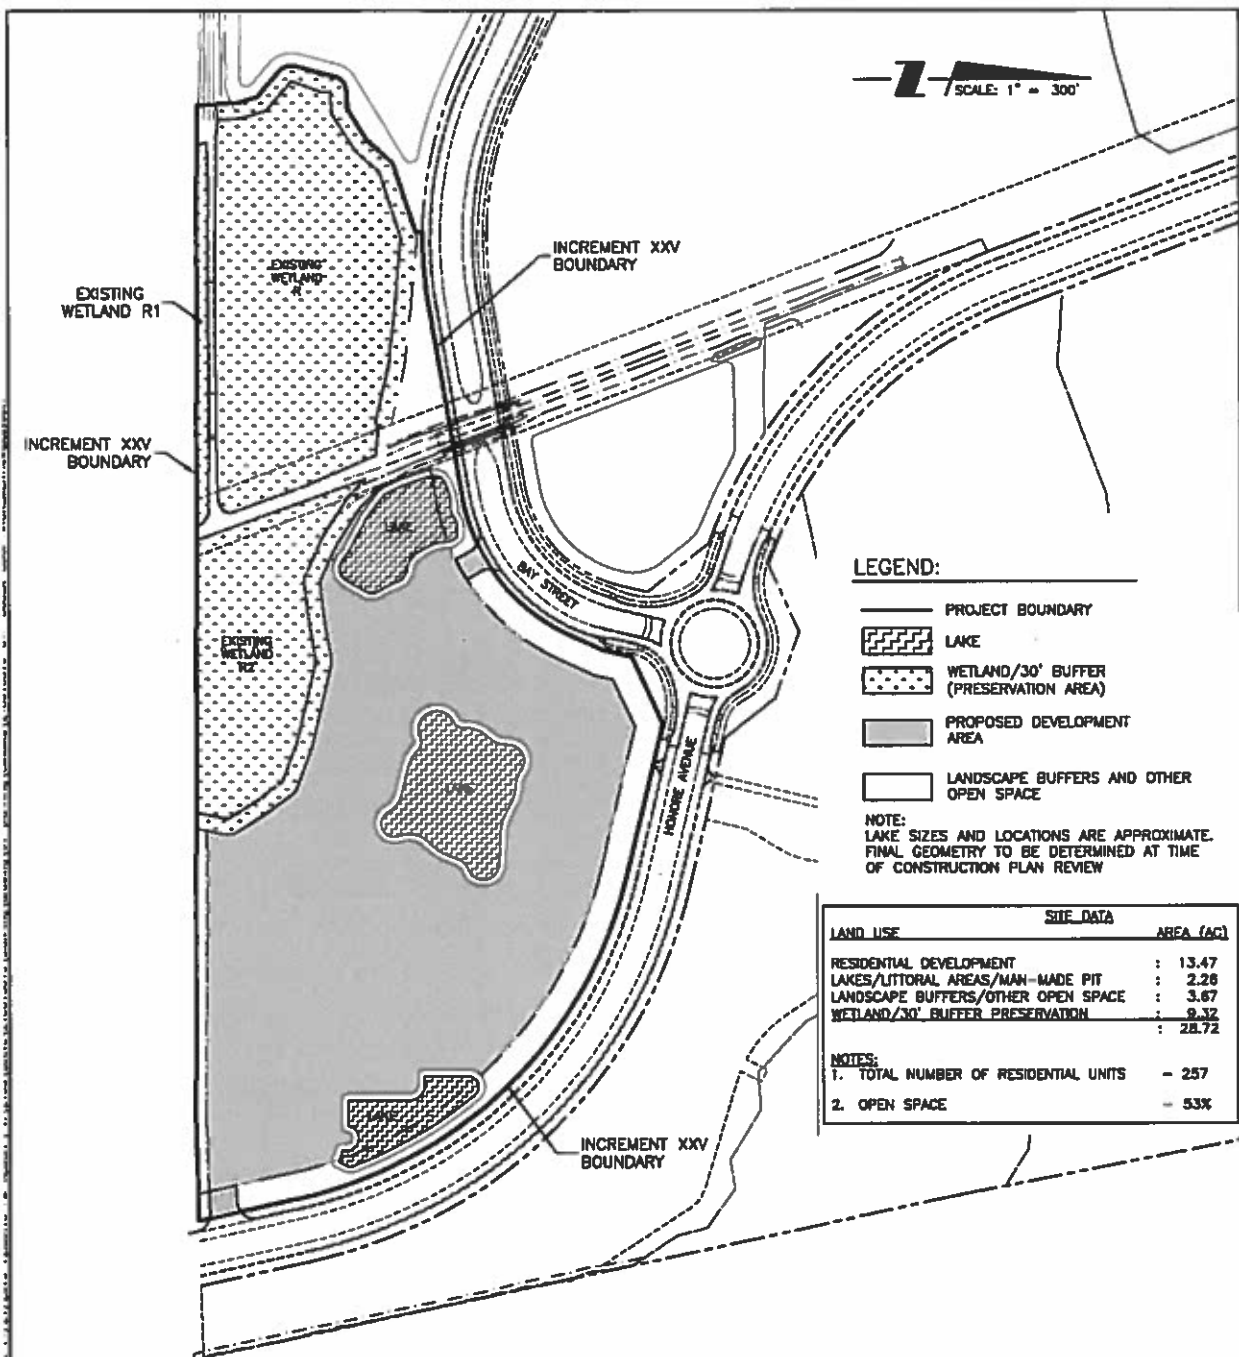 SCALE: 1" = 300'
INCREMENT XXV
BOUNDARY
EXISTING
WETLAND
R
EXISTING
WETLAND R1
INCREMENT XXV
BOUNDARY
LAKE
BAY STREET
EXISTING
WETLAND
R2
LAKE
HONORE AVENUE
LAKE
INCREMENT XXV
BOUNDARY
LEGEND:
PROJECT BOUNDARY
LAKE
WETLAND/30' BUFFER
(PRESERVATION AREA)
PROPOSED DEVELOPMENT
AREA
LANDSCAPE BUFFERS AND OTHER
OPEN SPACE
NOTE:
LAKE SIZES AND LOCATIONS ARE APPROXIMATE.
FINAL GEOMETRY TO BE DETERMINED AT TIME
OF CONSTRUCTION PLAN REVIEW
SITE DATA
LAND USE AREA (AC)
RESIDENTIAL DEVELOPMENT : 13.47
LAKES/LITTORAL AREAS/MAN-MADE PIT : 2.26
LANDSCAPE BUFFERS/OTHER OPEN SPACE : 3.67
WETLAND/30' BUFFER PRESERVATION : 9.32
: 28.72
NOTES:
1. TOTAL NUMBER OF RESIDENTIAL UNITS - 257
2. OPEN SPACE - 53%